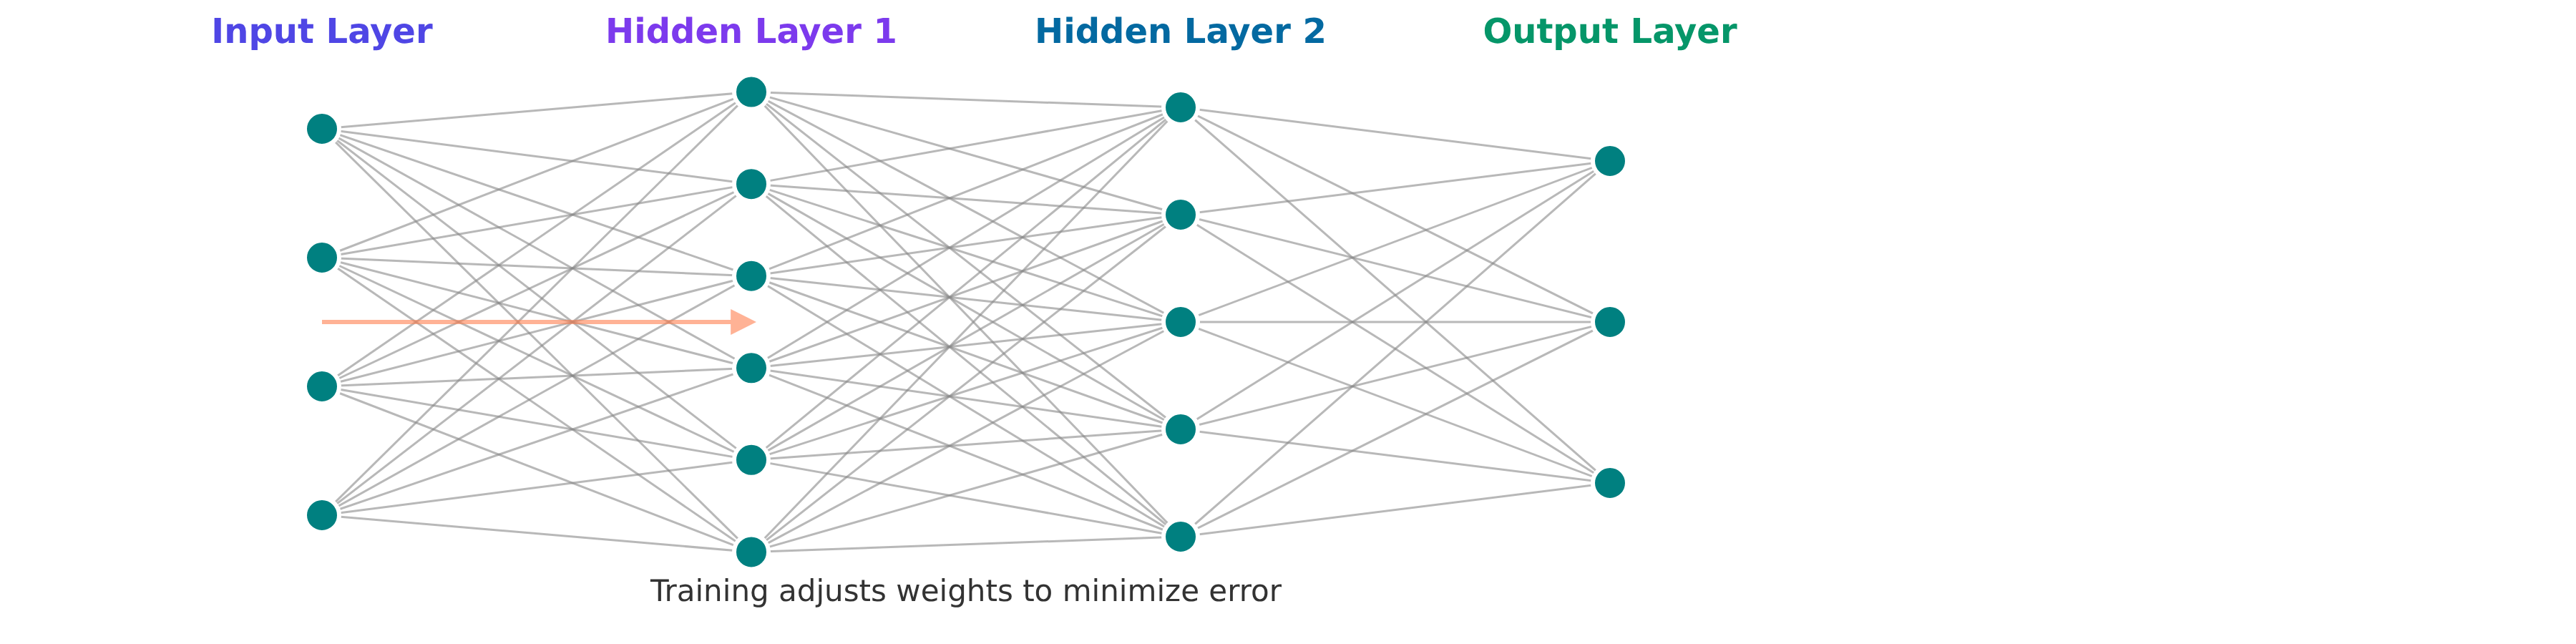 Input Layer
Hidden Layer 1
Hidden Layer 2
Output Layer
Training adjusts weights to minimize error